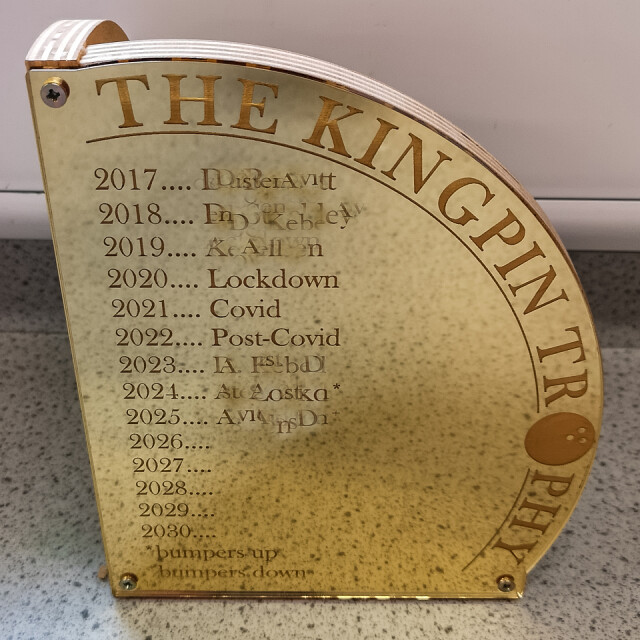 THE KINGPIN TROPHY
2017....
2018....
2019....
2020.... Lockdown
2021.... Covid
2022.... Post-Covid
2023....
2024....
2025....
2026....
2027....
2028....
2029....
2030....
*bumpers up
bumpers down*